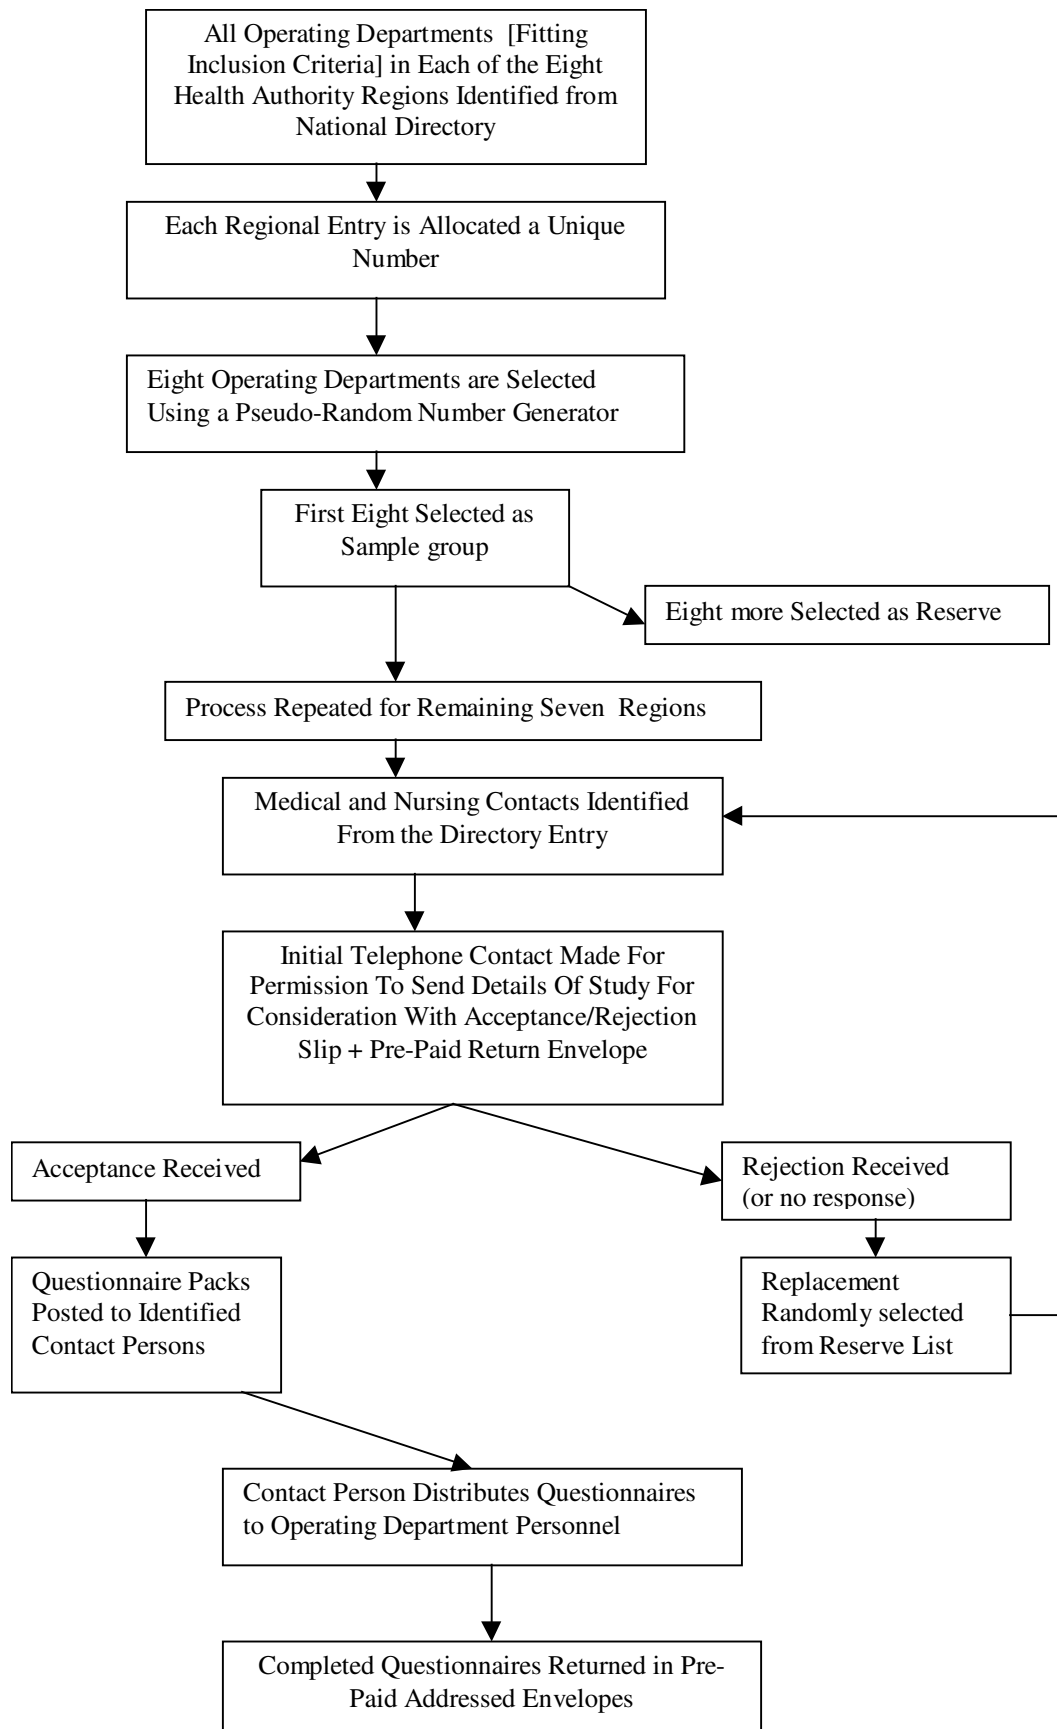 All Operating Departments [Fitting
Inclusion Criteria] in Each of the Eight
Health Authority Regions Identified from
National Directory
Each Regional Entry is Allocated a Unique
Number
Eight Operating Departments are Selected
Using a Pseudo-Random Number Generator
First Eight Selected as
Sample group
Eight more Selected as Reserve
Process Repeated for Remaining Seven Regions
Medical and Nursing Contacts Identified
From the Directory Entry
Initial Telephone Contact Made For
Permission To Send Details Of Study For
Consideration With Acceptance/Rejection
Slip + Pre-Paid Return Envelope
Acceptance Received
Rejection Received
(or no response)
Questionnaire Packs
Posted to Identified
Contact Persons
Replacement
Randomly selected
from Reserve List
Contact Person Distributes Questionnaires
to Operating Department Personnel
Completed Questionnaires Returned in Pre-
Paid Addressed Envelopes